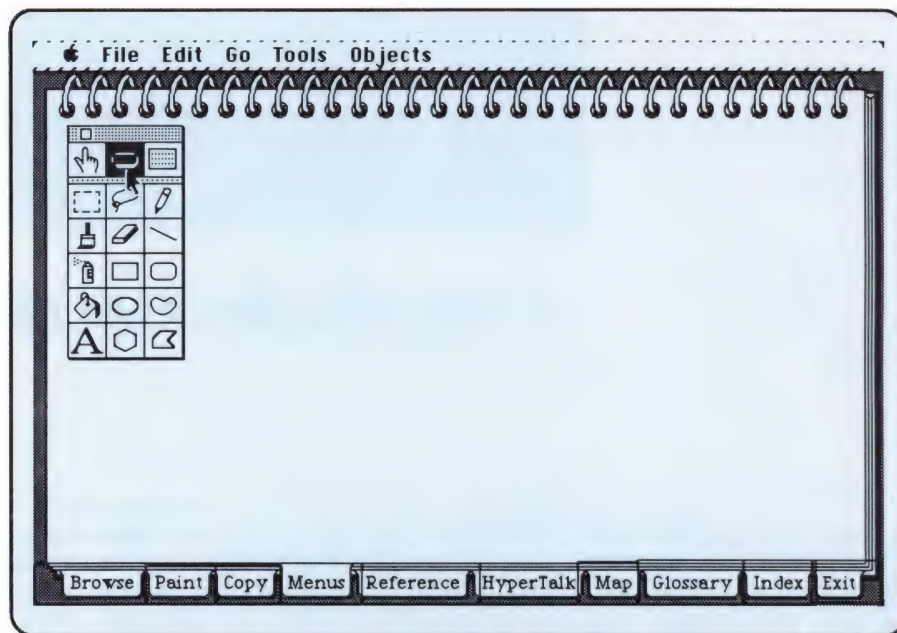 File Edit Go Tools Objects
A
Browse Paint Copy Menus Reference HyperTalk Map Glossary Index Exit